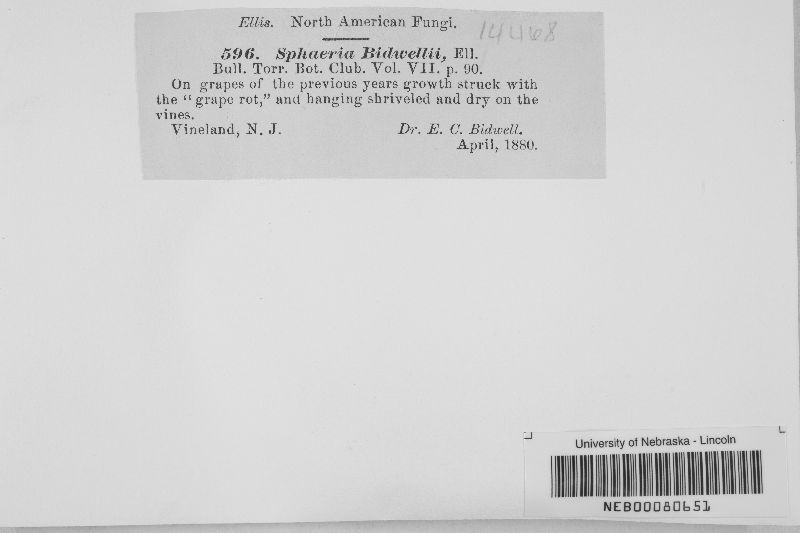 Ellis. North American Fungi.
14468
596. Sphaeria Bidwellii, Ell.
Bull. Torr. Bot. Club. Vol. VII. p. 90.
On grapes of the previous years growth struck with
the "grape rot," and hanging shriveled and dry on the
vines.
Vineland, N. J. Dr. E. C. Bidwell.
April, 1880.
University of Nebraska - Lincoln
NEB00080651